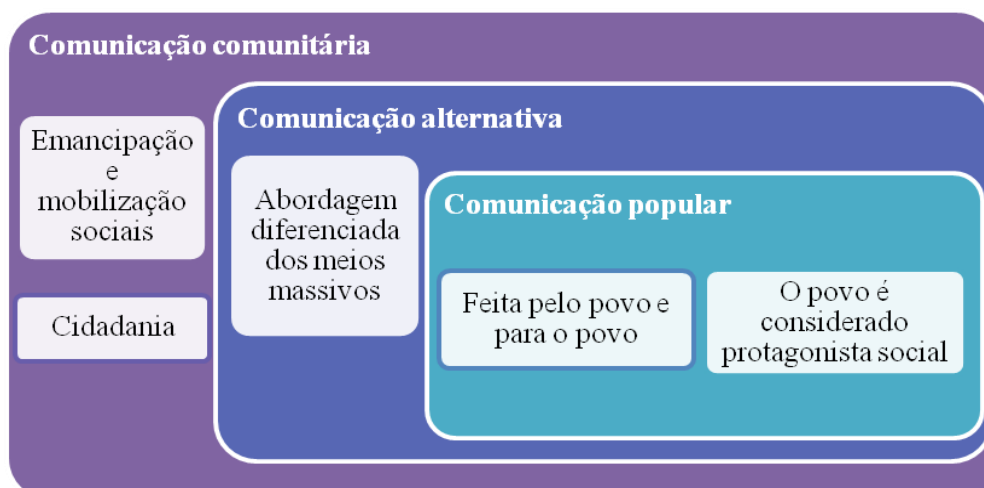 Comunicação comunitária
Emancipação
e
mobilização
sociais
Cidadania
Comunicação alternativa
Abordagem
diferenciada
dos meios
massivos
Comunicação popular
Feita pelo povo e
para o povo
O povo é
considerado
protagonista social